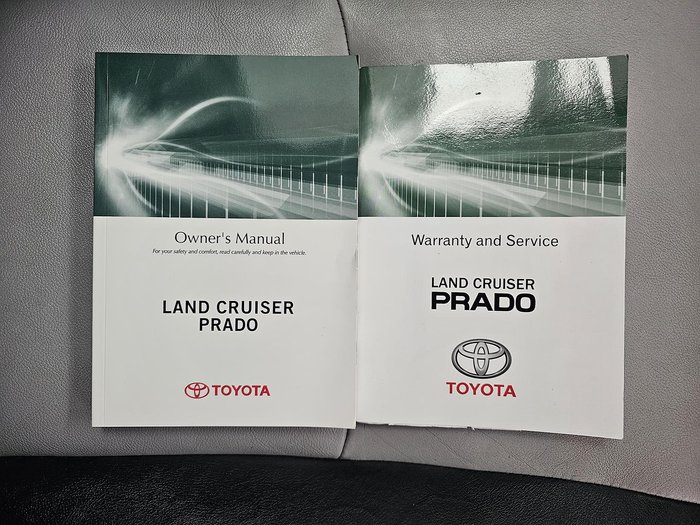 Owner's Manual
For your safety and comfort, read carefully and keep in the vehicle.
LAND CRUISER
PRADO
TOYOTA
Warranty and Service
LAND CRUISER
PRADO
TOYOTA